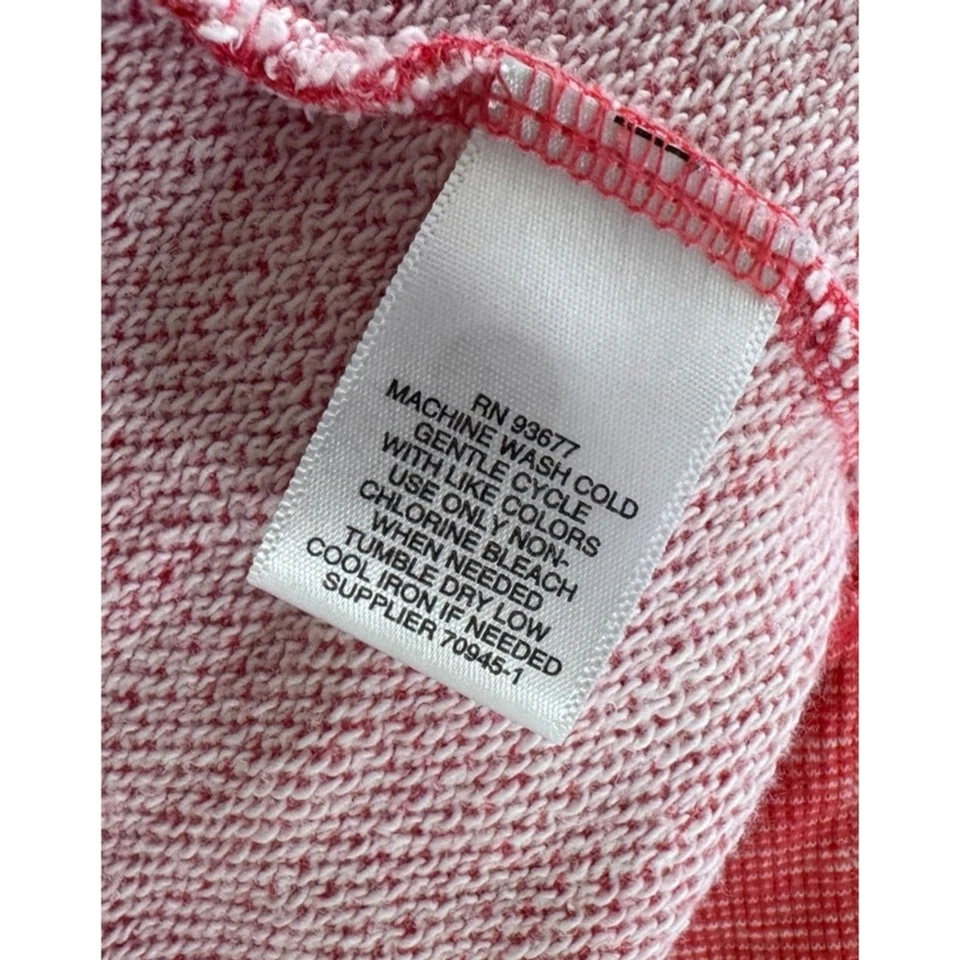 RN 93677
MACHINE WASH COLD
GENTLE CYCLE
WITH LIKE COLORS
USE ONLY NON-
CHLORINE BLEACH
WHEN NEEDED
TUMBLE DRY LOW
COOL IRON IF NEEDED
SUPPLIER 70945-1